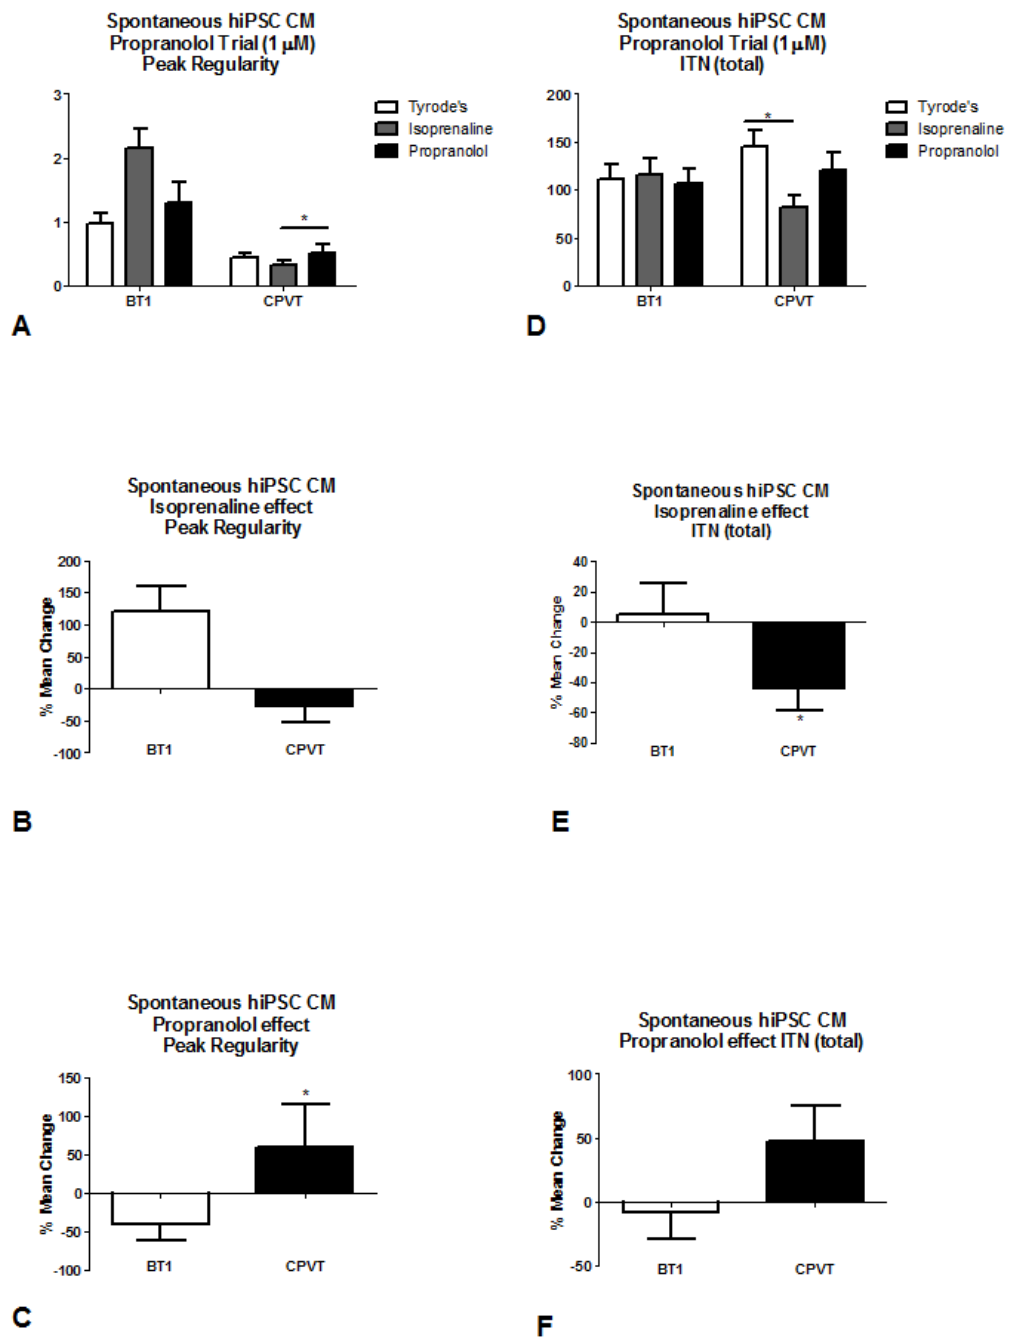 Spontaneous hiPSC CM
Propranolol Trial (1 µM)
Peak Regularity
3
2
1
0
BT1
CPVT
*
Tyrode's
Isoprenaline
Propranolol
A
Spontaneous hiPSC CM
Propranolol Trial (1 µM)
ITN (total)
200
150
100
50
0
BT1
CPVT
*
Tyrode's
Isoprenaline
Propranolol
D
Spontaneous hiPSC CM
Isoprenaline effect
Peak Regularity
% Mean Change
200
150
100
50
0
-50
-100
BT1
CPVT
B
Spontaneous hiPSC CM
Isoprenaline effect
ITN (total)
% Mean Change
40
20
0
-20
-40
-60
-80
*
BT1
CPVT
E
Spontaneous hiPSC CM
Propranolol effect
Peak Regularity
% Mean Change
150
100
50
0
-50
-100
*
BT1
CPVT
C
Spontaneous hiPSC CM
Propranolol effect ITN (total)
% Mean Change
100
50
0
-50
BT1
CPVT
F